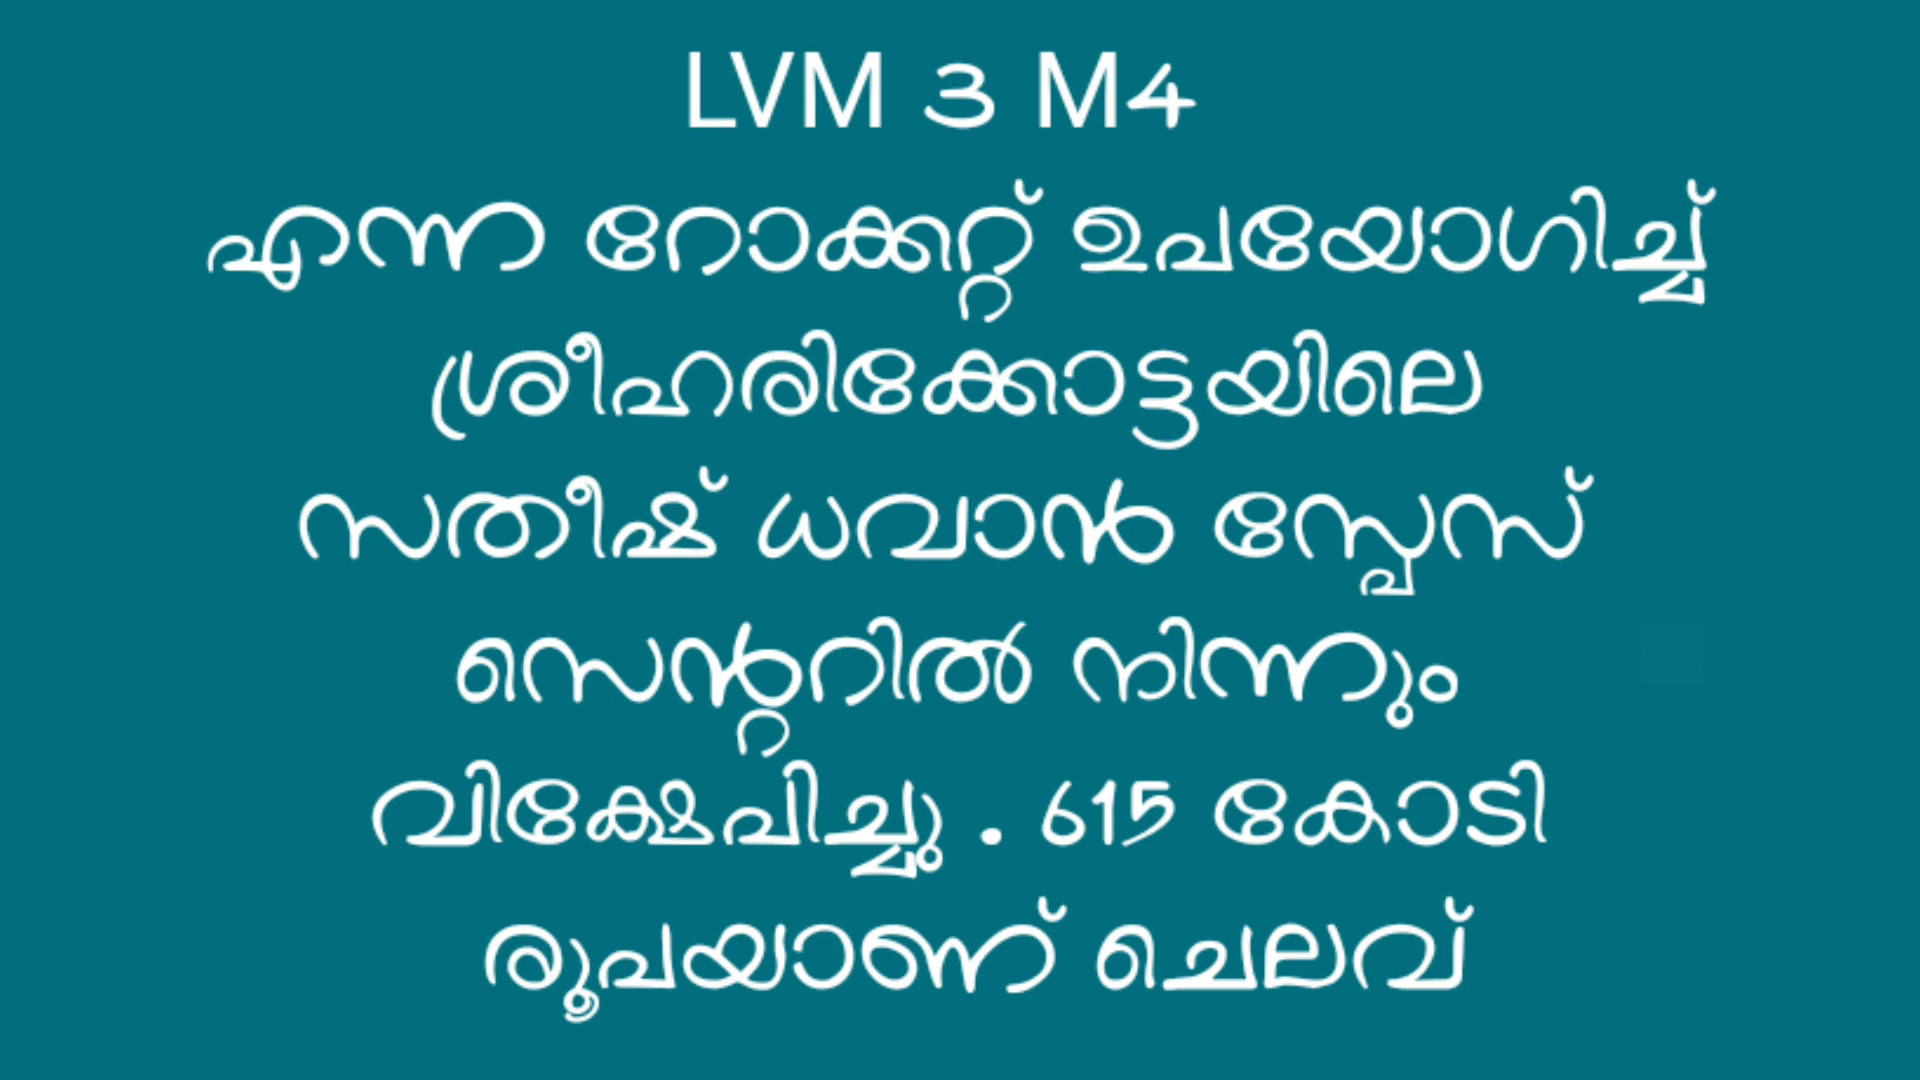 LVM 3 M4
എന്ന റോക്കറ്റ് ഉപയോഗിച്ച്
ശ്രീഹരിക്കോട്ടയിലെ
സതീഷ് ധവാൻ സ്പേസ്
സെൻ്ററിൽ നിന്നും
വിക്ഷേപിച്ചു . 615 കോടി
രൂപയാണ് ചെലവ്